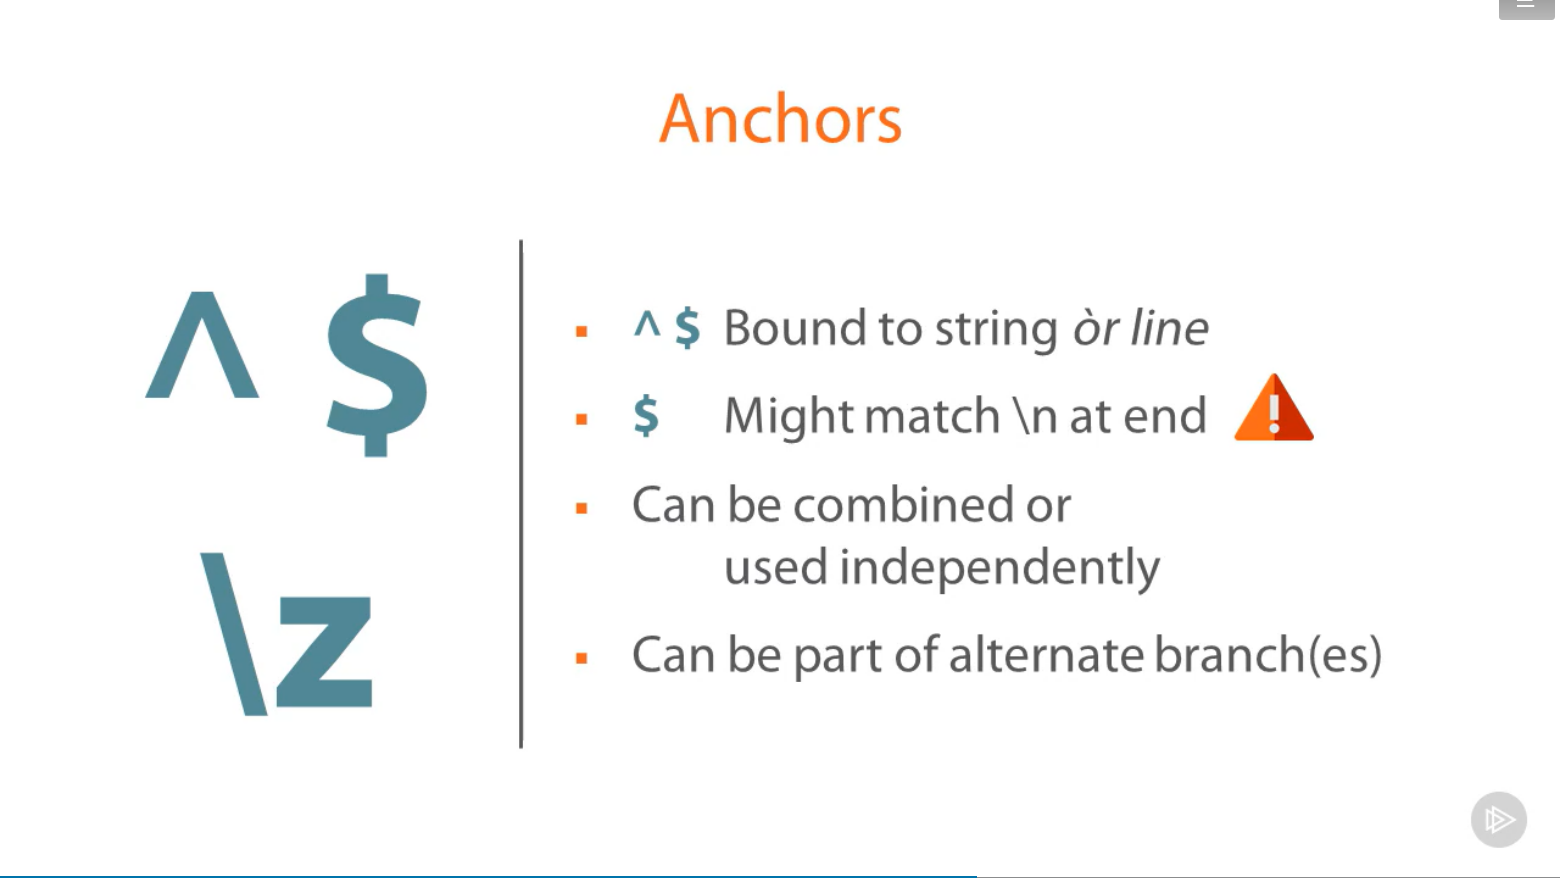 Anchors
^ $
\z
^ $ Bound to string òr line
$ Might match \n at end
Can be combined or
used independently
Can be part of alternate branch(es)